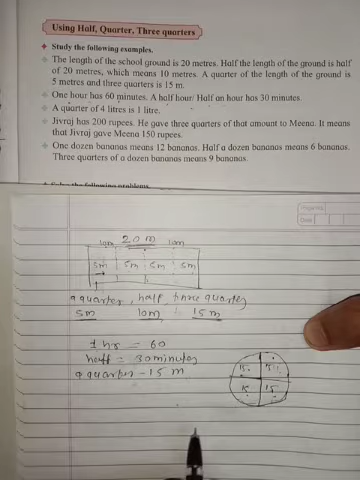 Using Half, Quarter, Three quarters
Study the following examples.
The length of the school ground is 20 metres. Half the length of the ground is half
of 20 metres, which means 10 metres. A quarter of the length of the ground is
5 metres and three quarters is 15 m.
One hour has 60 minutes. A half hour/ Half an hour has 30 minutes.
A quarter of 4 litres is 1 litre.
Jivraj has 200 rupees. He gave three quarters of that amount to Meena. It means
that Jivraj gave Meena 150 rupees.
One dozen bananas means 12 bananas. Half a dozen bananas means 6 bananas.
Three quarters of a dozen bananas means 9 bananas.
Solve the following problems.
Date
10m 20m 10m
5m 5m 5m 5m
quarter, half, three quarter
5m 10m 15m
1 hr = 60
half = 30 minutes
quarter - 15 m
15
15 15